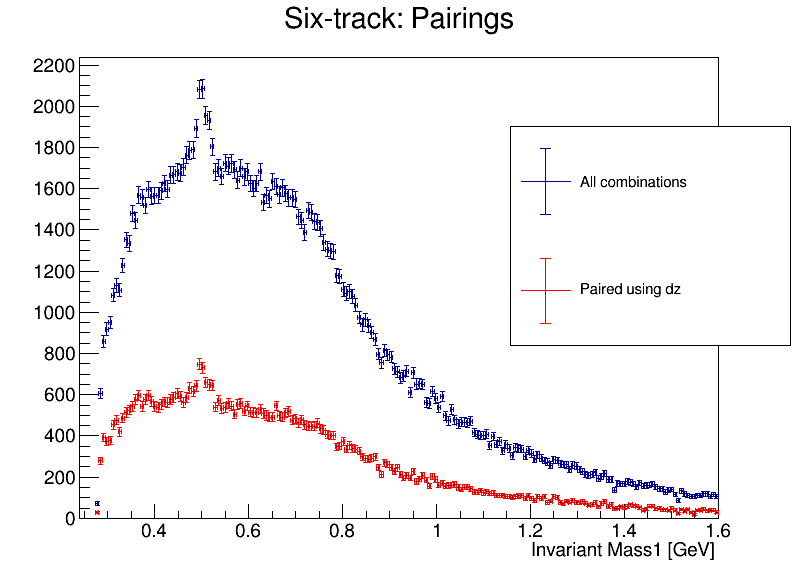 Six-track: Pairings
2200
2000
1800
1600
1400
1200
1000
800
600
400
200
0
All combinations
Paired using dz
0.4 0.6 0.8 1 1.2 1.4 1.6
Invariant Mass1 [GeV]